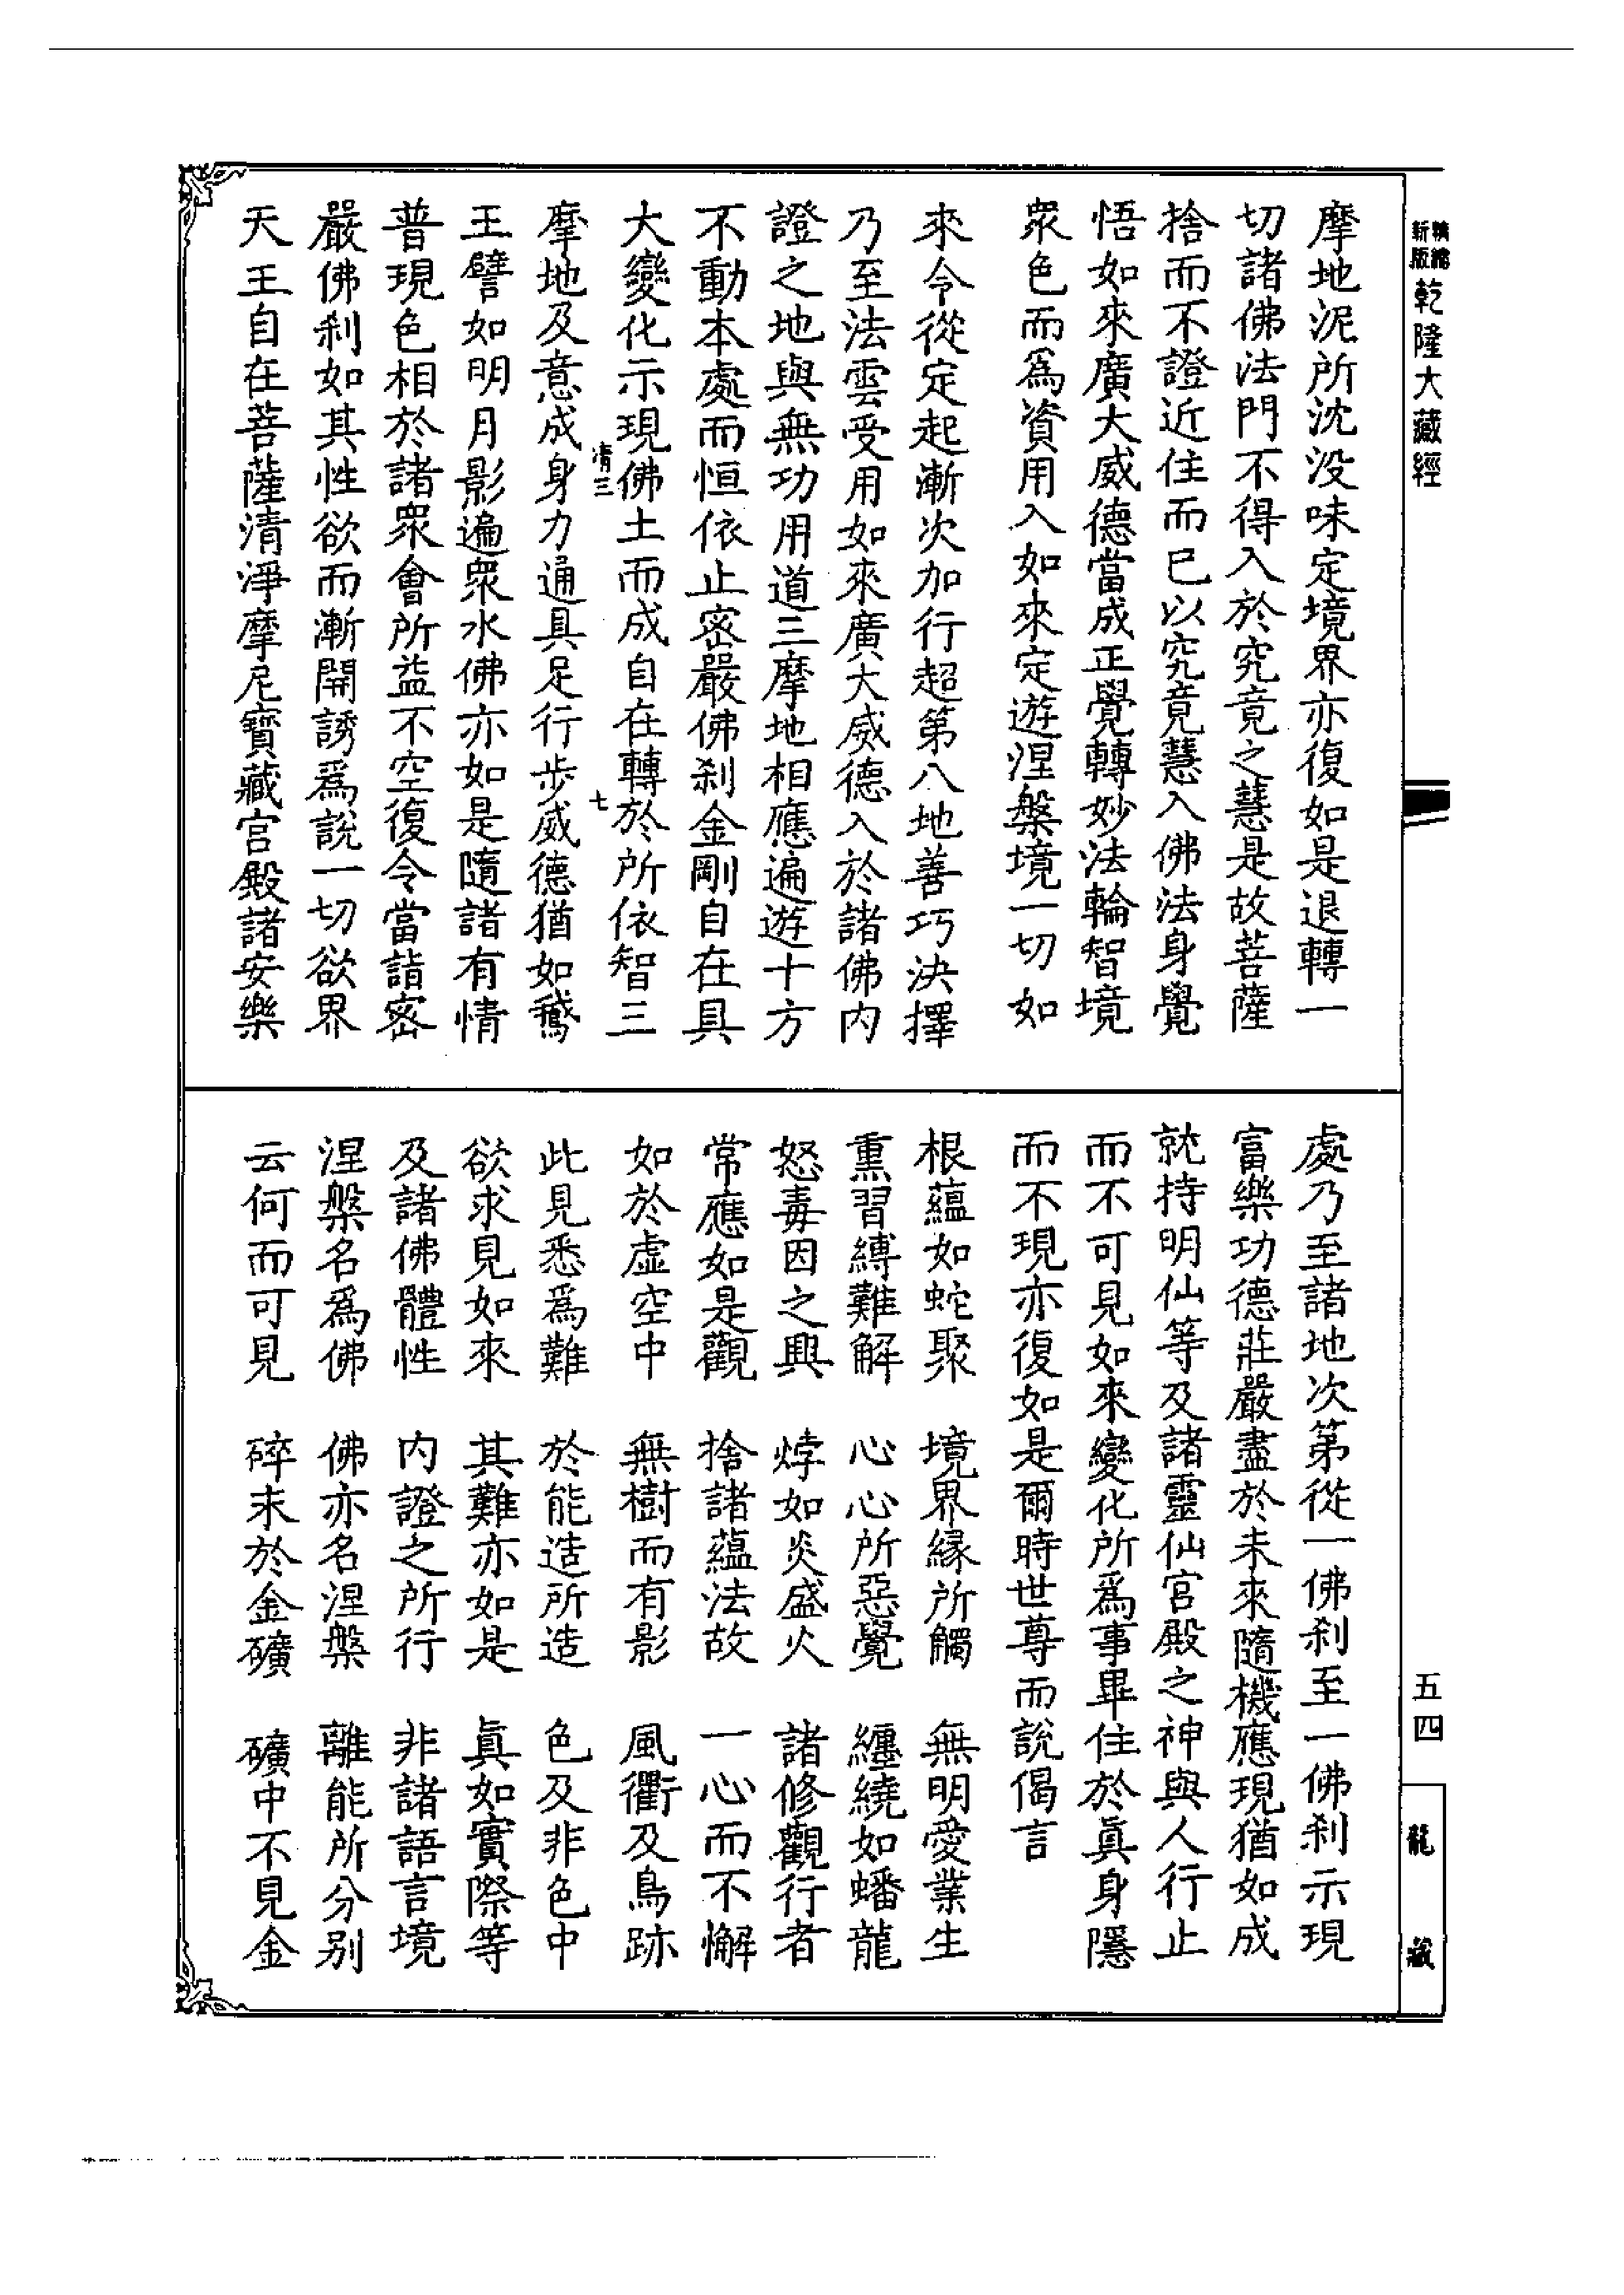 新版
精縮
乾隆大藏經
五四
龍藏
摩地泥所沈没味定境界亦復如是退轉一
切諸佛法門不得入於究竟之慧是故菩薩
捨而不證近住而已以究竟慧入佛法身覺
悟如來廣大威德當成正覺轉妙法輪智境
衆色而爲資用入如來定遊涅槃境一切如
來令從定起漸次加行超第八地善巧決擇
乃至法雲受用如來廣大威德入於諸佛内
證之地與無功用道三摩地相應遍遊十方
不動本處而恒依止密嚴佛刹金剛自在具
大變化示現佛土而成自在轉於所依智三
清三
七
摩地及意成身力通具足行步威德猶如鵝
王譬如明月影遍衆水佛亦如是隨諸有情
普現色相於諸衆會所益不空復令當詣密
嚴佛刹如其性欲而漸開誘爲說一切欲界
天王自在菩薩清淨摩尼寶藏宮殿諸安樂
處乃至諸地次第從一佛刹至一佛刹示現
富樂功德莊嚴盡於未來隨機應現猶如成
就持明仙等及諸靈仙宮殿之神與人行止
而不可見如來變化所爲事畢住於眞身隱
而不現亦復如是爾時世尊而說偈言
根蘊如蛇聚　境界緣所觸　無明愛業生
熏習縛難解　心心所惡覺　纏繞如蟠龍
怒毒因之興　㶿如炎盛火　諸修觀行者
常應如是觀　捨諸蘊法故　一心而不懈
如於虛空中　無樹而有影　風衢及鳥跡
此見悉爲難　於能造所造　色及非色中
欲求見如來　其難亦如是　眞如實際等
及諸佛體性　内證之所行　非諸語言境
涅槃名爲佛　佛亦名涅槃　離能所分别
云何而可見　碎末於金礦　礦中不見金